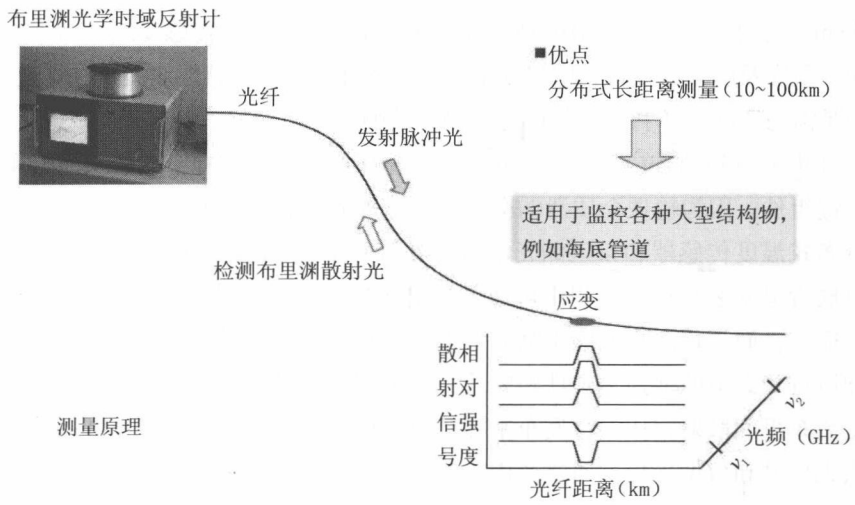 布里渊光学时域反射计
■优点
分布式长距离测量(10~100km)
光纤
发射脉冲光
适用于监控各种大型结构物,
例如海底管道
检测布里渊散射光
应变
散相
射对
信强
号度
测量原理
ν2
光频(GHz)
ν1
光纤距离(km)